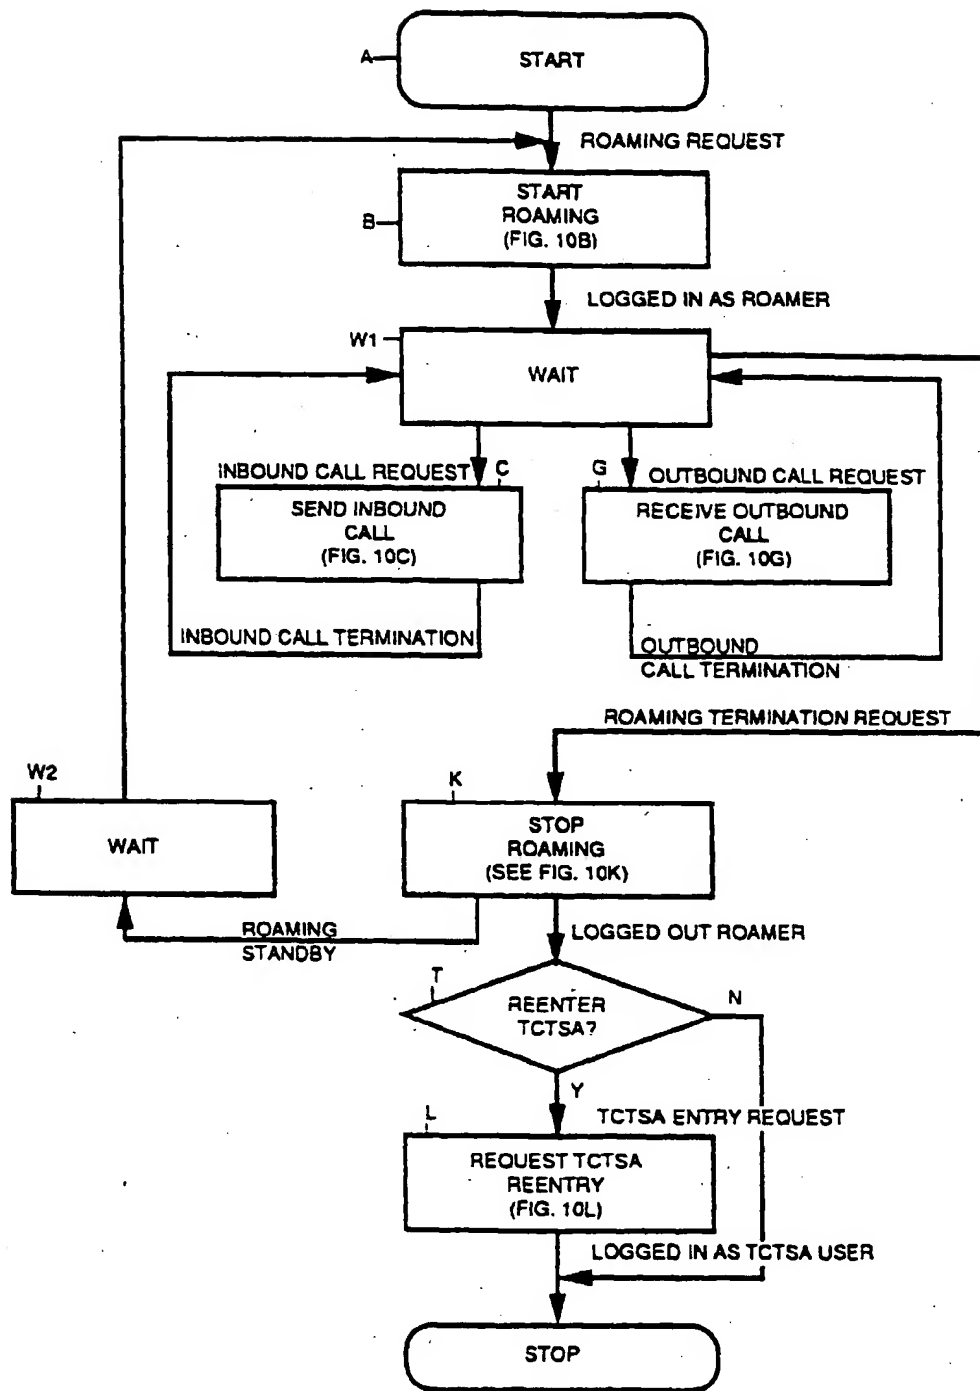 A
START
ROAMING REQUEST
B
START
ROAMING
(FIG. 10B)
LOGGED IN AS ROAMER
W1
WAIT
INBOUND CALL REQUEST
C
SEND INBOUND
CALL
(FIG. 10C)
G
OUTBOUND CALL REQUEST
RECEIVE OUTBOUND
CALL
(FIG. 10G)
INBOUND CALL TERMINATION
OUTBOUND
CALL TERMINATION
ROAMING TERMINATION REQUEST
W2
WAIT
K
STOP
ROAMING
(SEE FIG. 10K)
ROAMING
STANDBY
LOGGED OUT ROAMER
T
REENTER
TCTSA?
N
Y
TCTSA ENTRY REQUEST
L
REQUEST TCTSA
REENTRY
(FIG. 10L)
LOGGED IN AS TCTSA USER
STOP